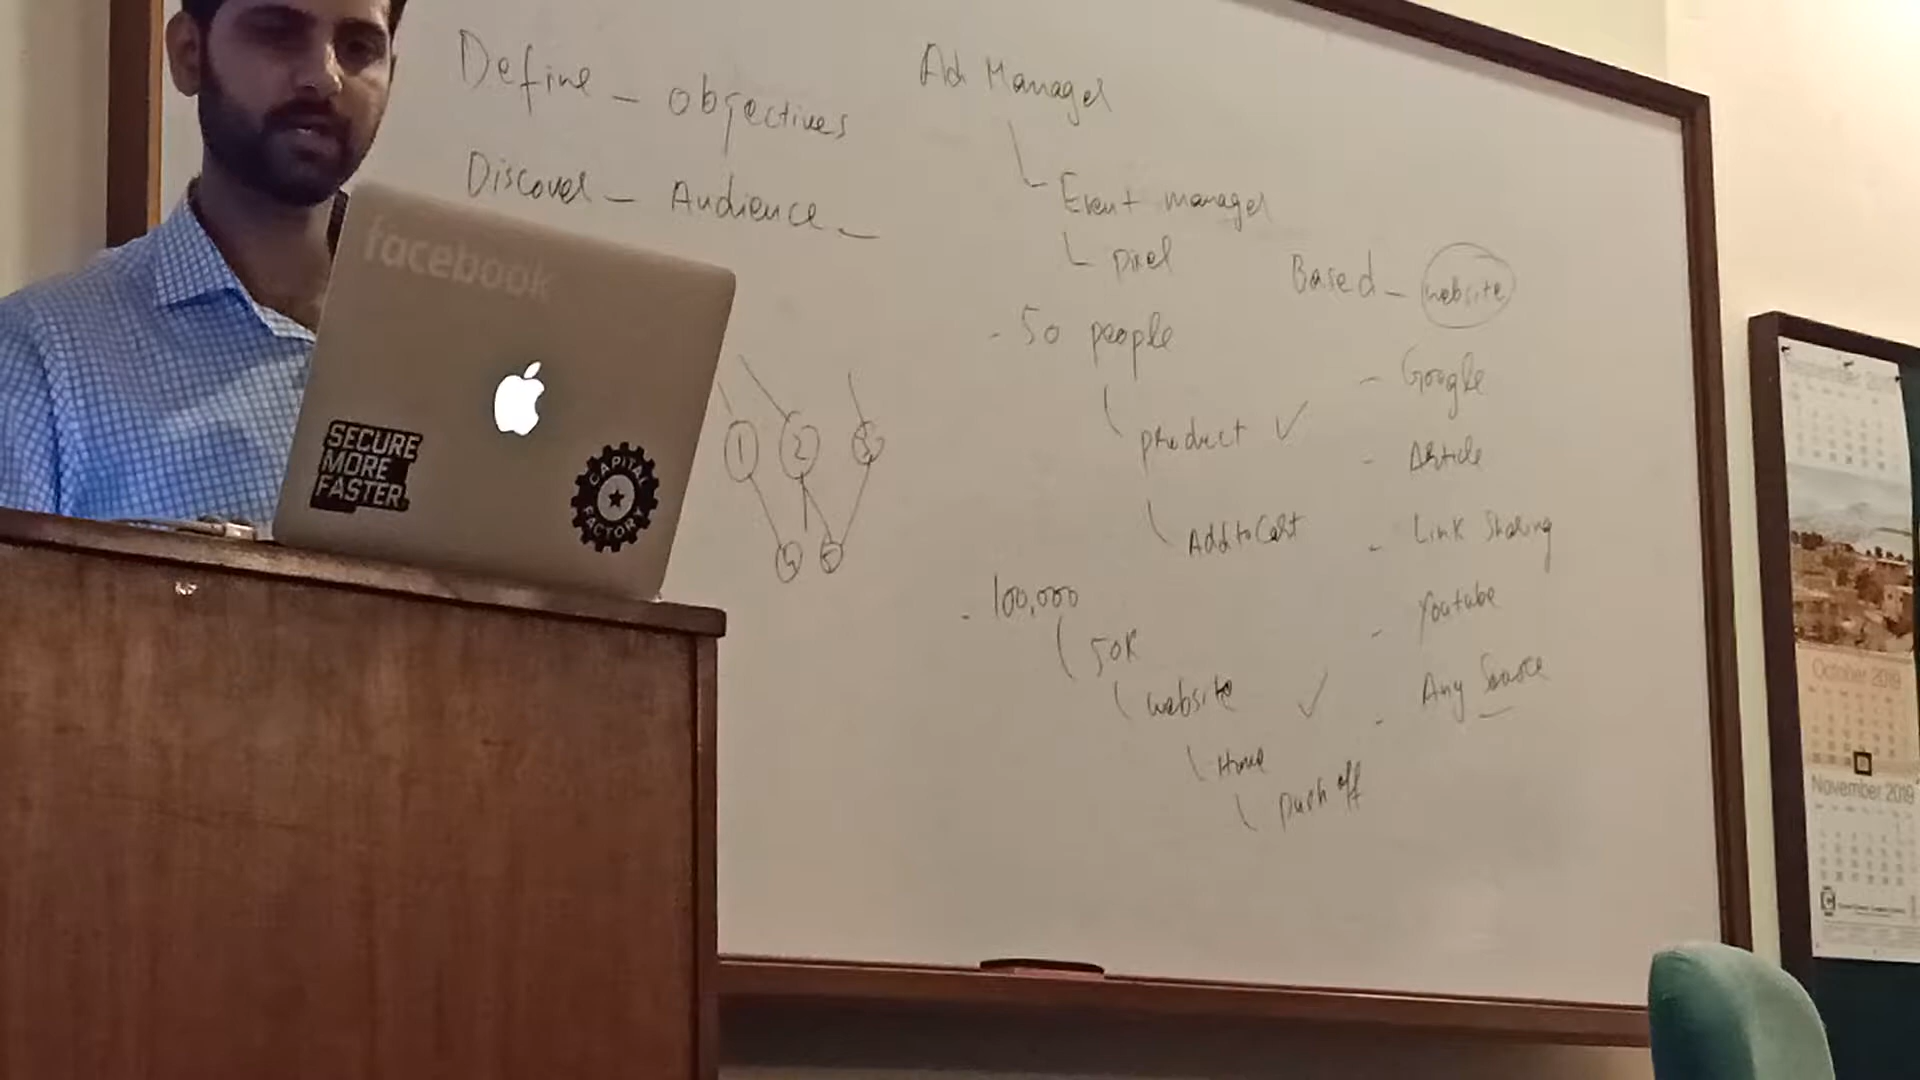 Define - objectives
Discover - Audience -
Ad Manager
Event manager
pixel
- 50 people
product ✓
Add to Cart
- 100,000
50K
website ✓
Home
push off
Based - website
- Google
- Article
- Link Sharing
- Youtube
- Any Source
1 2 3
4 5
facebook
SECURE
MORE
FASTER
CAPITAL
FACTORY
October 2019
November 2019